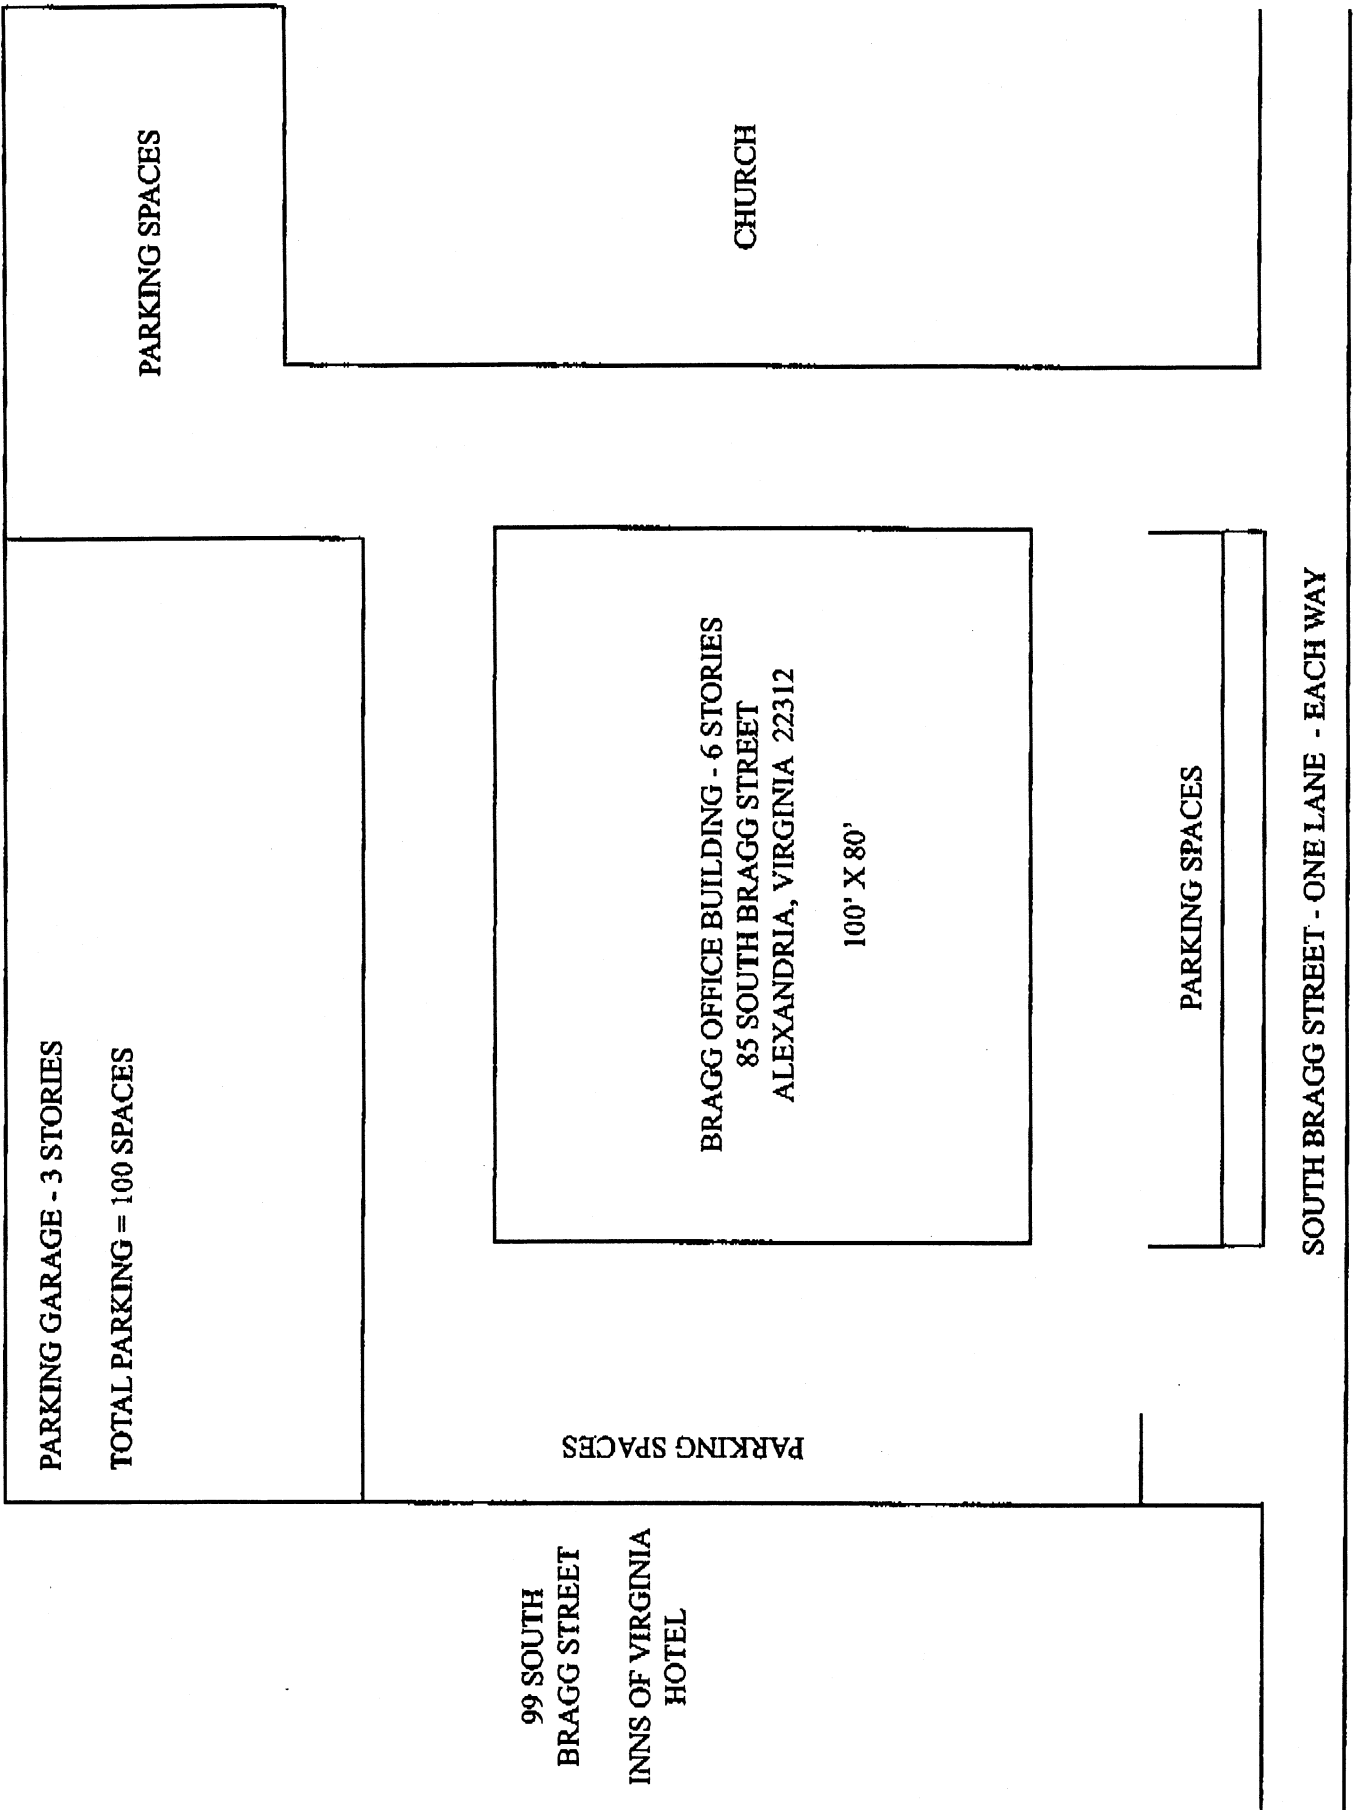 PARKING GARAGE - 3 STORIES
TOTAL PARKING = 100 SPACES
PARKING SPACES
99 SOUTH
BRAGG STREET
INNS OF VIRGINIA
HOTEL
PARKING SPACES
BRAGG OFFICE BUILDING - 6 STORIES
85 SOUTH BRAGG STREET
ALEXANDRIA, VIRGINIA 22312
100' X 80'
CHURCH
PARKING SPACES
SOUTH BRAGG STREET - ONE LANE - EACH WAY